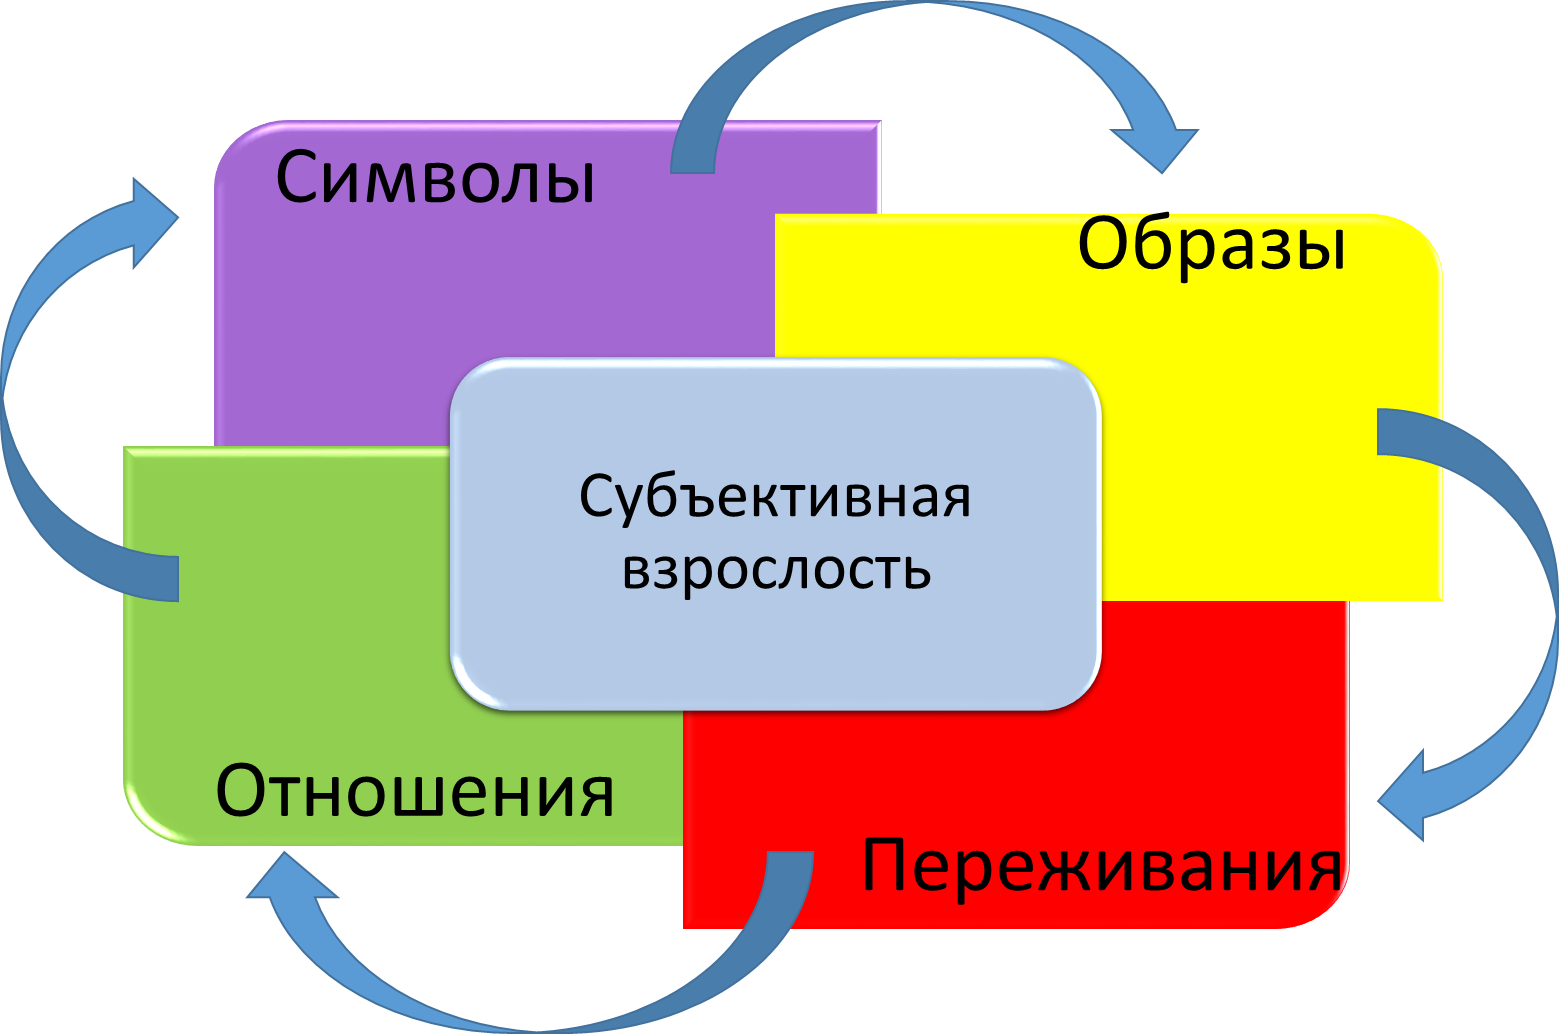 Символы
Образы
Субъективная
взрослость
Отношения
Переживания